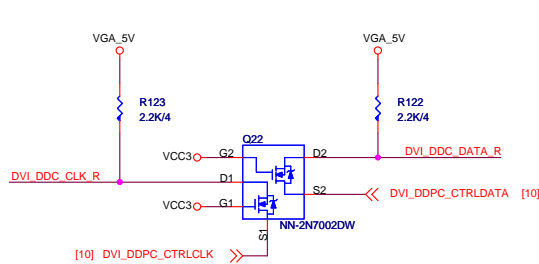 VGA_5V VGA_5V
R123 R122
2.2K/4 2.2K/4
Q22
VCC3 G2 D2 DVI_DDC_DATA_R
DVI_DDC_CLK_R D1
S2 DVI_DDPC_CTRLDATA [10]
VCC3 G1
NN-2N7002DW
S1
[10] DVI_DDPC_CTRLCLK